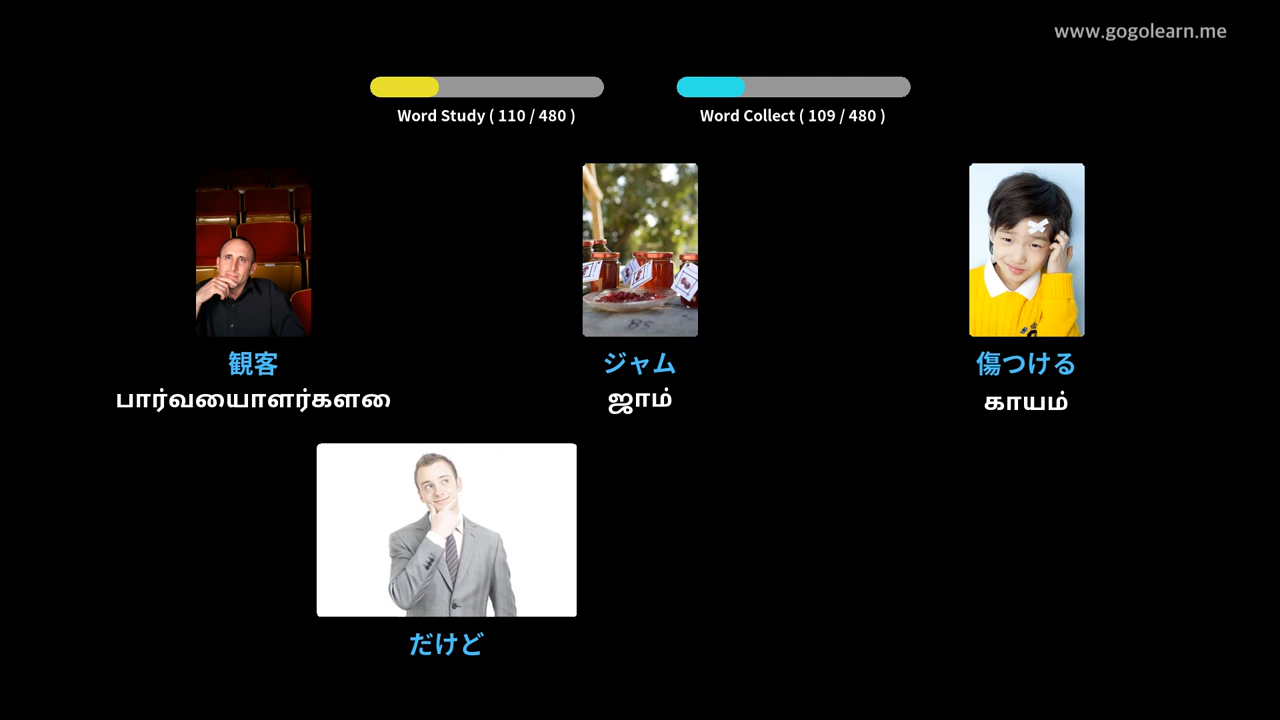 www.gogolearn.me
Word Study ( 110 / 480 )
Word Collect ( 109 / 480 )
観客
பார்வையாளர்களை
ジャム
ஜாம்
傷つける
காயம்
だけど